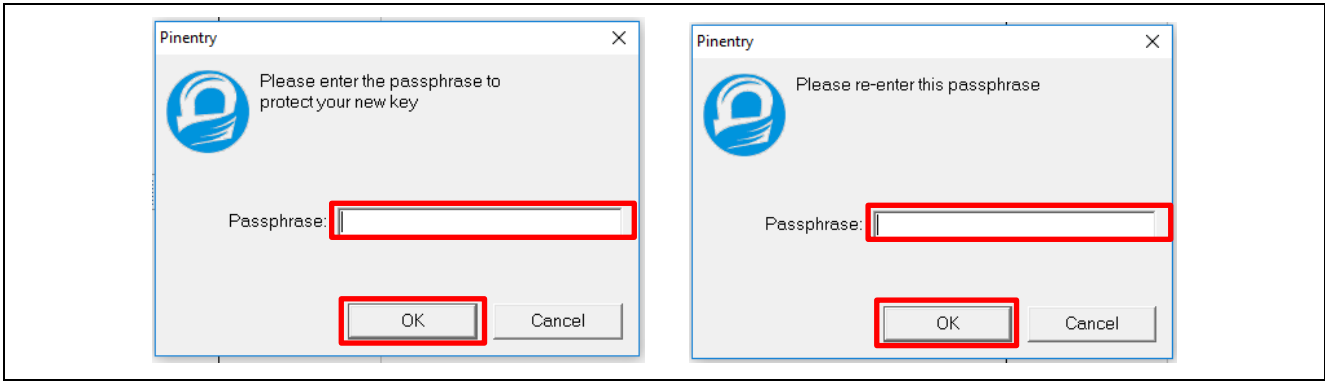 Pinentry
Please enter the passphrase to
protect your new key
Passphrase:
OK
Cancel
Pinentry
Please re-enter this passphrase
Passphrase:
OK
Cancel